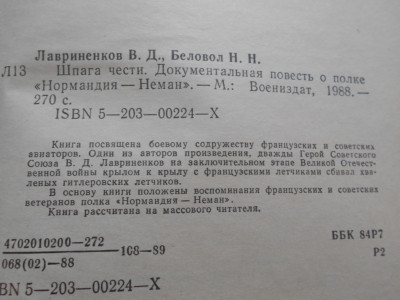 Лавриненков В. Д., Беловол Н. Н.
Л13 Шпага чести. Документальная повесть о полке
«Нормандия — Неман». — М.: Воениздат, 1988.—
270 с.
ISBN 5—203—00224—X
Книга посвящена боевому содружеству французских и советских
авиаторов. Один из авторов произведения, дважды Герой Советского
Союза В. Д. Лавриненков на заключительном этапе Великой Отечест-
венной войны крылом к крылу с французскими летчиками сбивал хва-
леных гитлеровских летчиков.
В основу книги положены воспоминания французских и советских
ветеранов полка «Нормандия — Неман».
Книга рассчитана на массового читателя.
4702010200—272
068(02)—88
108—89
ББК 84Р7
Р2
ISBN 5—203—00224—X